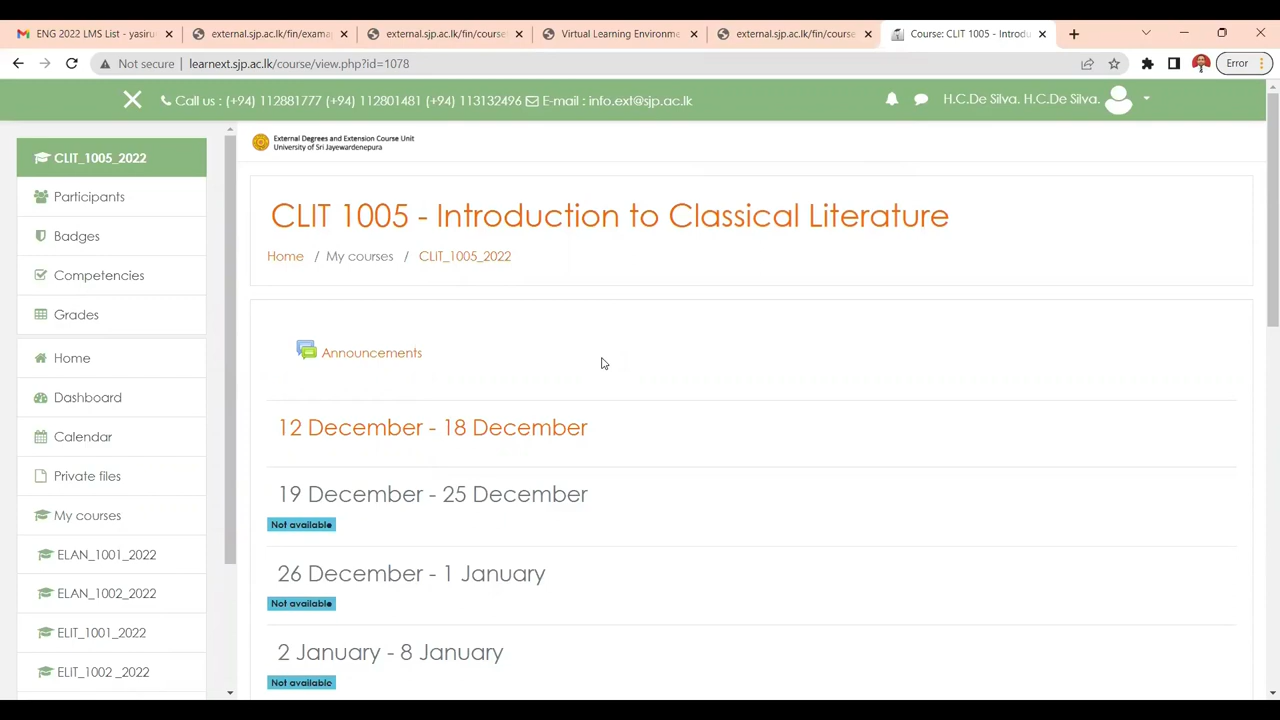 ENG 2022 LMS List - yasiru
external.sjp.ac.lk/fin/examap
external.sjp.ac.lk/fin/course
Virtual Learning Environme
external.sjp.ac.lk/fin/course
Course: CLIT 1005 - Introdu
Not secure learnext.sjp.ac.lk/course/view.php?id=1078
Error
Call us : (+94) 112881777 (+94) 112801481 (+94) 113132496 E-mail : info.ext@sjp.ac.lk
H.C.De Silva. H.C.De Silva.
External Degrees and Extension Course Unit
University of Sri Jayewardenepura
CLIT_1005_2022
Participants
Badges
Competencies
Grades
Home
Dashboard
Calendar
Private files
My courses
ELAN_1001_2022
ELAN_1002_2022
ELIT_1001_2022
ELIT_1002 _2022
CLIT 1005 - Introduction to Classical Literature
Home / My courses / CLIT_1005_2022
Announcements
12 December - 18 December
19 December - 25 December
Not available
26 December - 1 January
Not available
2 January - 8 January
Not available